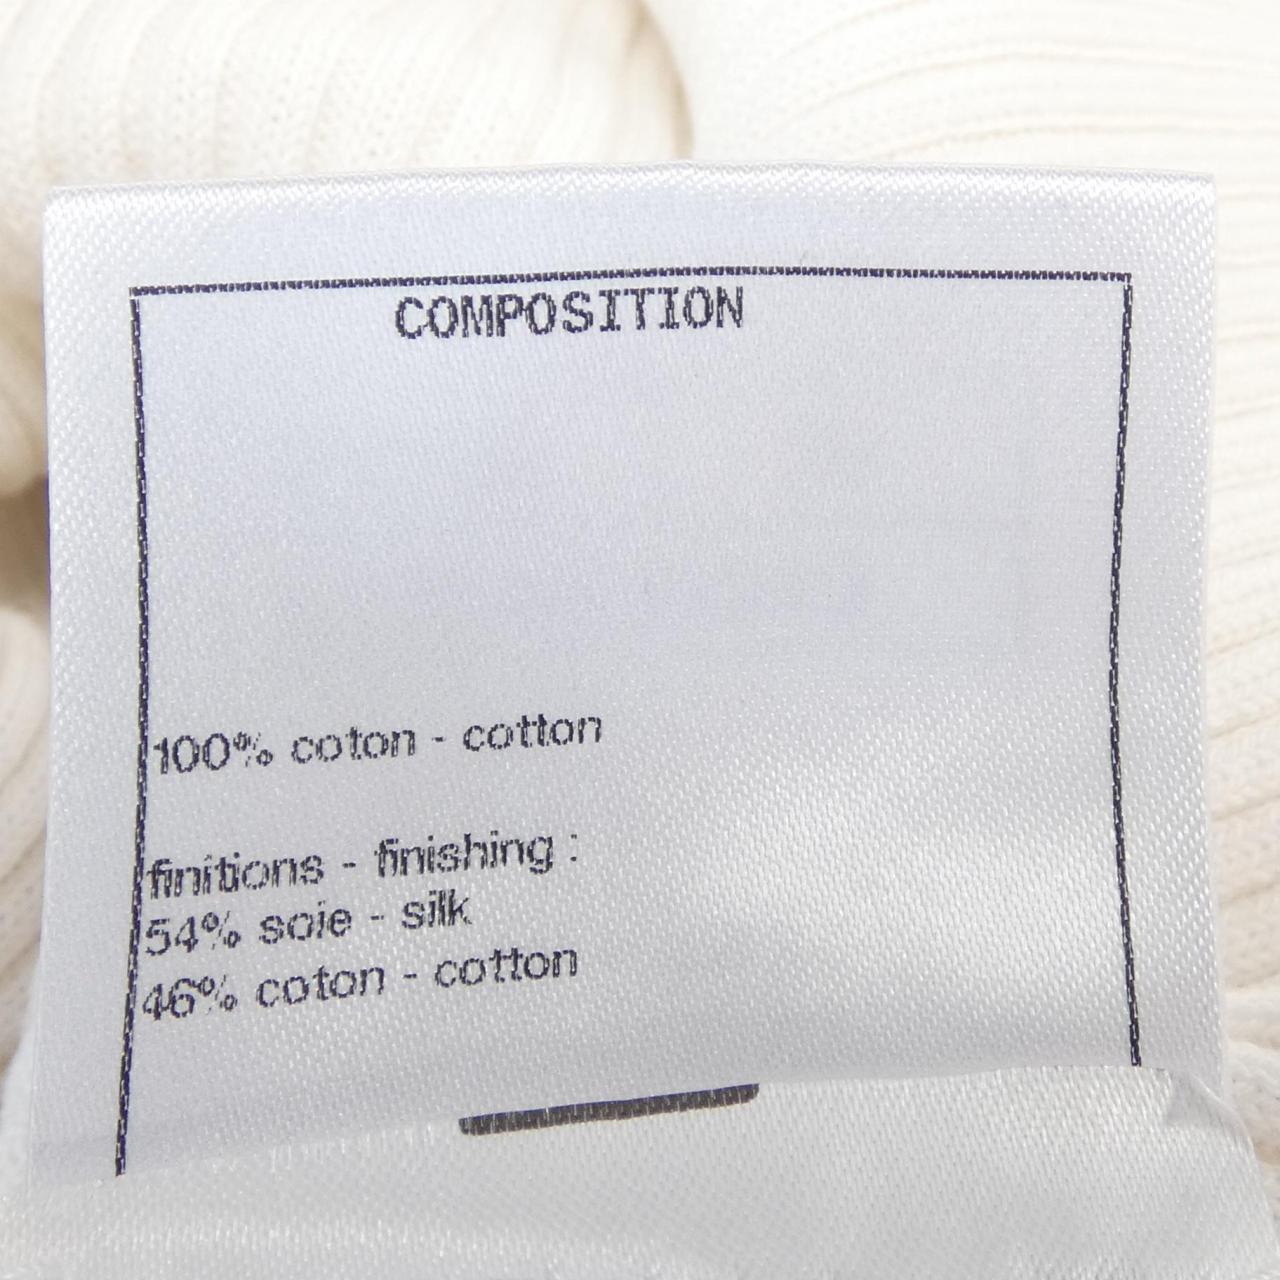 COMPOSITION
100% coton - cotton
finitions - finishing :
54% soie - silk
46% coton - cotton